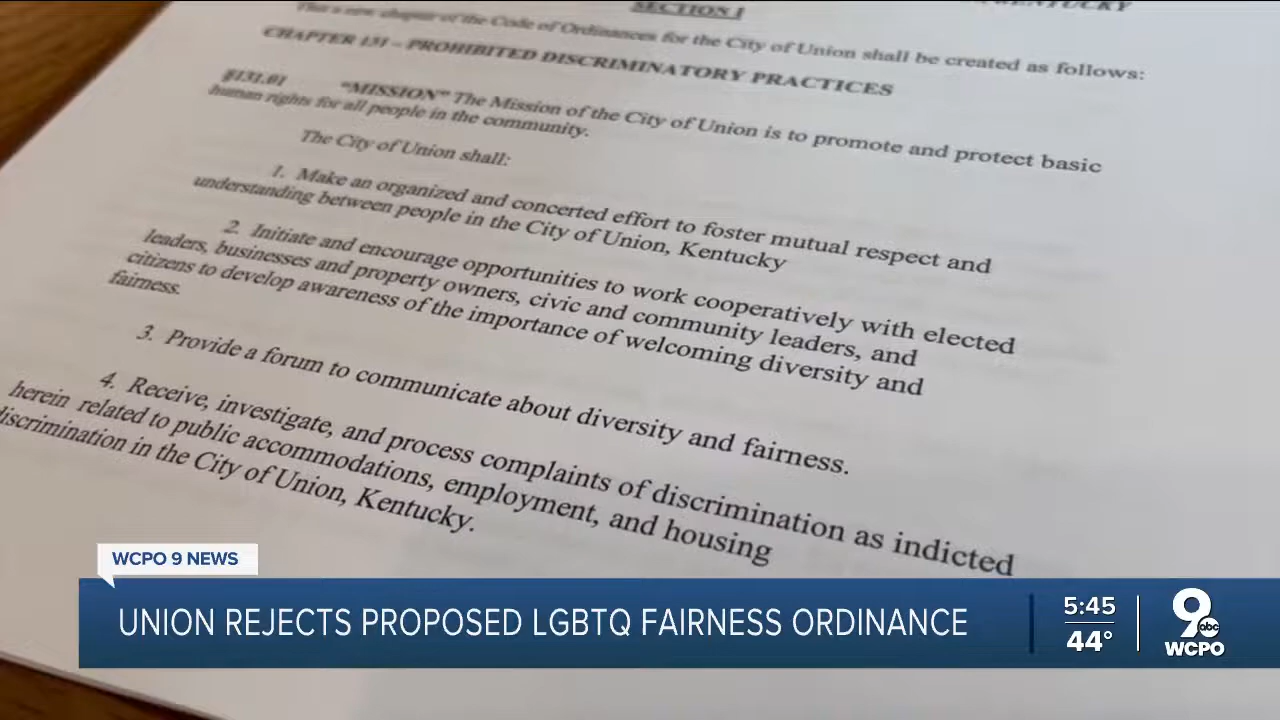 SECTION I
KENTUCKY
This a new chapter of the Code of Ordinances for the City of Union shall be created as follows:
CHAPTER 131 – PROHIBITED DISCRIMINATORY PRACTICES
§131.01 "MISSION" The Mission of the City of Union is to promote and protect basic
human rights for all people in the community.
The City of Union shall:
1. Make an organized and concerted effort to foster mutual respect and
understanding between people in the City of Union, Kentucky
2. Initiate and encourage opportunities to work cooperatively with elected
leaders, businesses and property owners, civic and community leaders, and
citizens to develop awareness of the importance of welcoming diversity and
fairness.
3. Provide a forum to communicate about diversity and fairness.
4. Receive, investigate, and process complaints of discrimination as indicted
herein related to public accommodations, employment, and housing
discrimination in the City of Union, Kentucky.
WCPO 9 NEWS
UNION REJECTS PROPOSED LGBTQ FAIRNESS ORDINANCE
5:45
44°
9 abc
WCPO